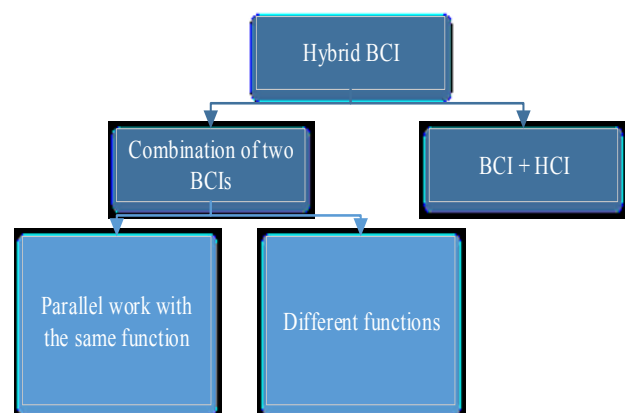 Hybrid BCI
Combination of two
BCIs
BCI + HCI
Parallel work with
the same function
Different functions